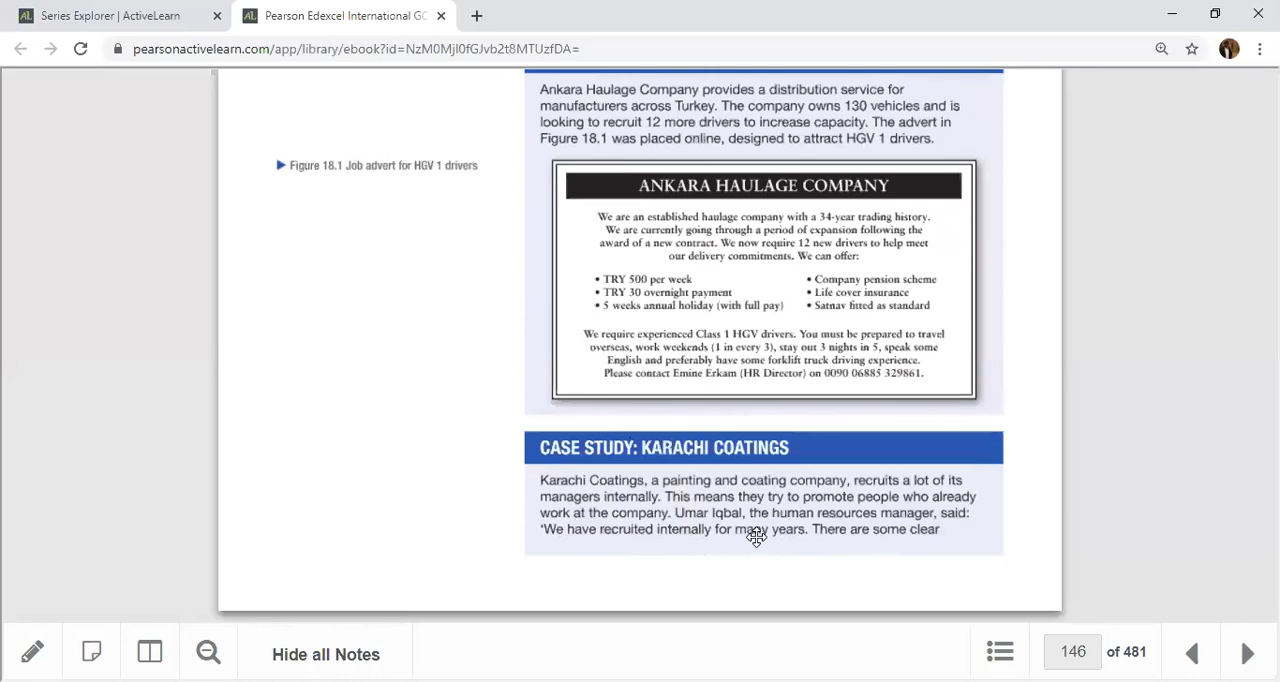 Series Explorer | ActiveLearn
Pearson Edexcel International GC
pearsonactivelearn.com/app/library/ebook?id=NzM0Mjl0fGJvb2t8MTUzfDA=
Ankara Haulage Company provides a distribution service for
manufacturers across Turkey. The company owns 130 vehicles and is
looking to recruit 12 more drivers to increase capacity. The advert in
Figure 18.1 was placed online, designed to attract HGV 1 drivers.
▶ Figure 18.1 Job advert for HGV 1 drivers
ANKARA HAULAGE COMPANY
We are an established haulage company with a 34-year trading history.
We are currently going through a period of expansion following the
award of a new contract. We now require 12 new drivers to help meet
our delivery commitments. We can offer:
• TRY 500 per week
• TRY 30 overnight payment
• 5 weeks annual holiday (with full pay)
• Company pension scheme
• Life cover insurance
• Satnav fitted as standard
We require experienced Class 1 HGV drivers. You must be prepared to travel
overseas, work weekends (1 in every 3), stay out 3 nights in 5, speak some
English and preferably have some forklift truck driving experience.
Please contact Emine Erkam (HR Director) on 0090 06885 329861.
CASE STUDY: KARACHI COATINGS
Karachi Coatings, a painting and coating company, recruits a lot of its
managers internally. This means they try to promote people who already
work at the company. Umar Iqbal, the human resources manager, said:
'We have recruited internally for many years. There are some clear
Hide all Notes
146 of 481